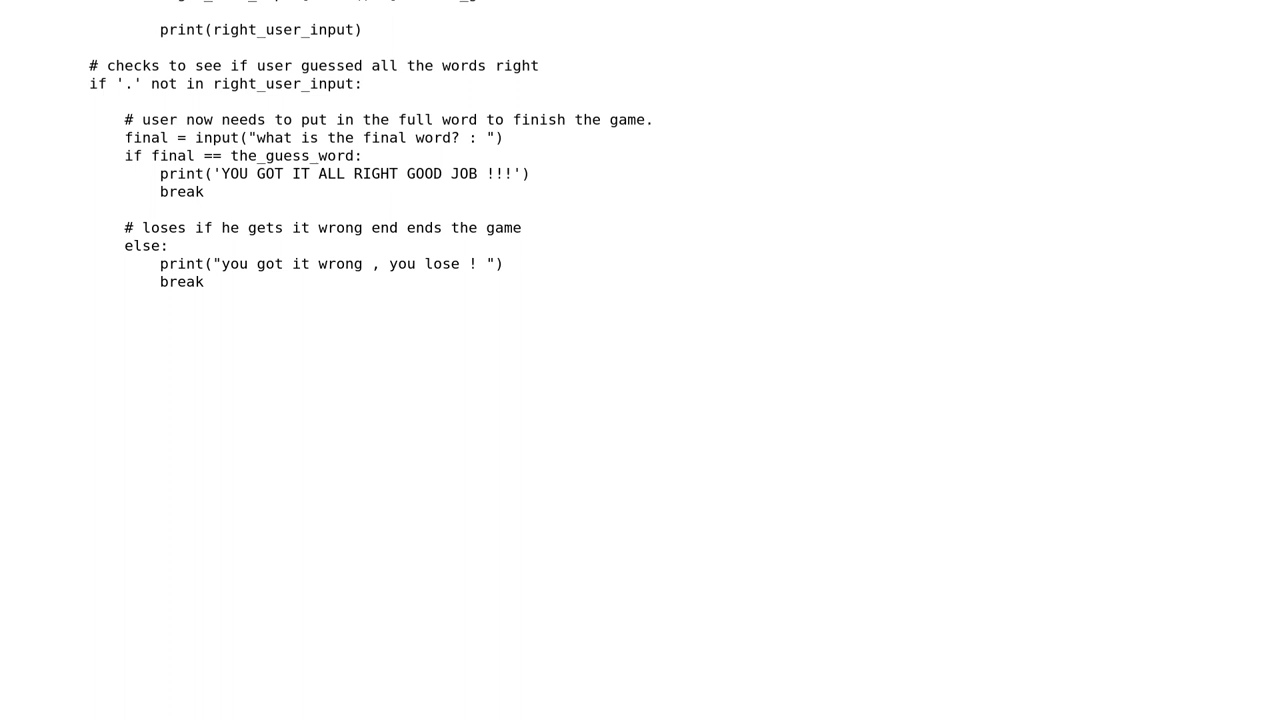 print(right_user_input)
# checks to see if user guessed all the words right
if '.' not in right_user_input:
# user now needs to put in the full word to finish the game.
final = input("what is the final word? : ")
if final == the_guess_word:
print('YOU GOT IT ALL RIGHT GOOD JOB !!!')
break
# loses if he gets it wrong end ends the game
else:
print("you got it wrong , you lose ! ")
break